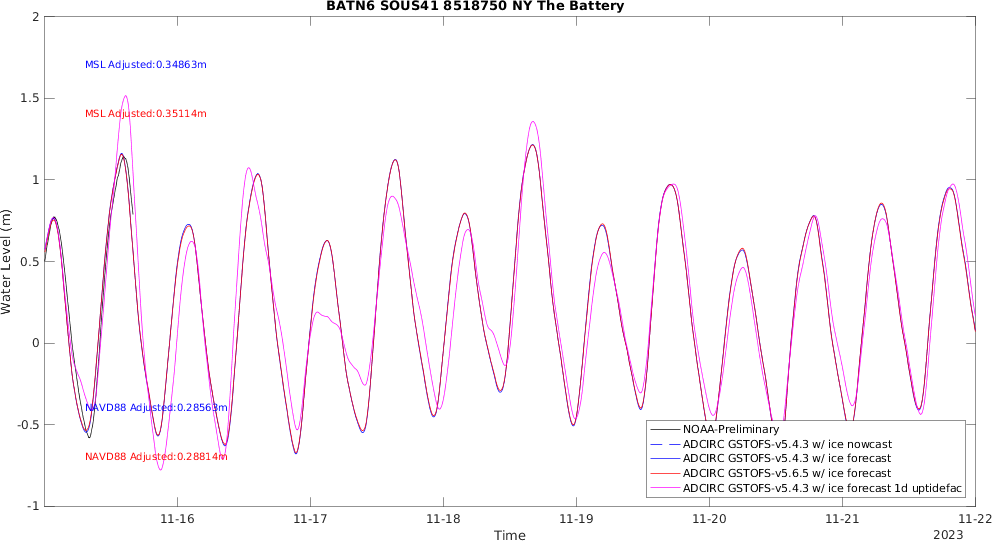 BATN6 SOUS41 8518750 NY The Battery
2
1.5
1
0.5
0
-0.5
-1
Water Level (m)
MSL Adjusted:0.34863m
MSL Adjusted:0.35114m
NAVD88 Adjusted:0.28563m
NAVD88 Adjusted:0.28814m
NOAA-Preliminary
ADCIRC GSTOFS-v5.4.3 w/ ice nowcast
ADCIRC GSTOFS-v5.4.3 w/ ice forecast
ADCIRC GSTOFS-v5.6.5 w/ ice forecast
ADCIRC GSTOFS-v5.4.3 w/ ice forecast 1d uptidefac
11-16 11-17 11-18 11-19 11-20 11-21 11-22
Time
2023